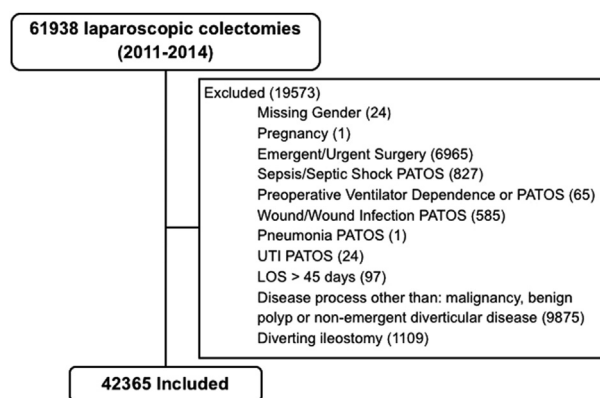 61938 laparoscopic colectomies
(2011-2014)
Excluded (19573)
Missing Gender (24)
Pregnancy (1)
Emergent/Urgent Surgery (6965)
Sepsis/Septic Shock PATOS (827)
Preoperative Ventilator Dependence or PATOS (65)
Wound/Wound Infection PATOS (585)
Pneumonia PATOS (1)
UTI PATOS (24)
LOS > 45 days (97)
Disease process other than: malignancy, benign
polyp or non-emergent diverticular disease (9875)
Diverting ileostomy (1109)
42365 Included